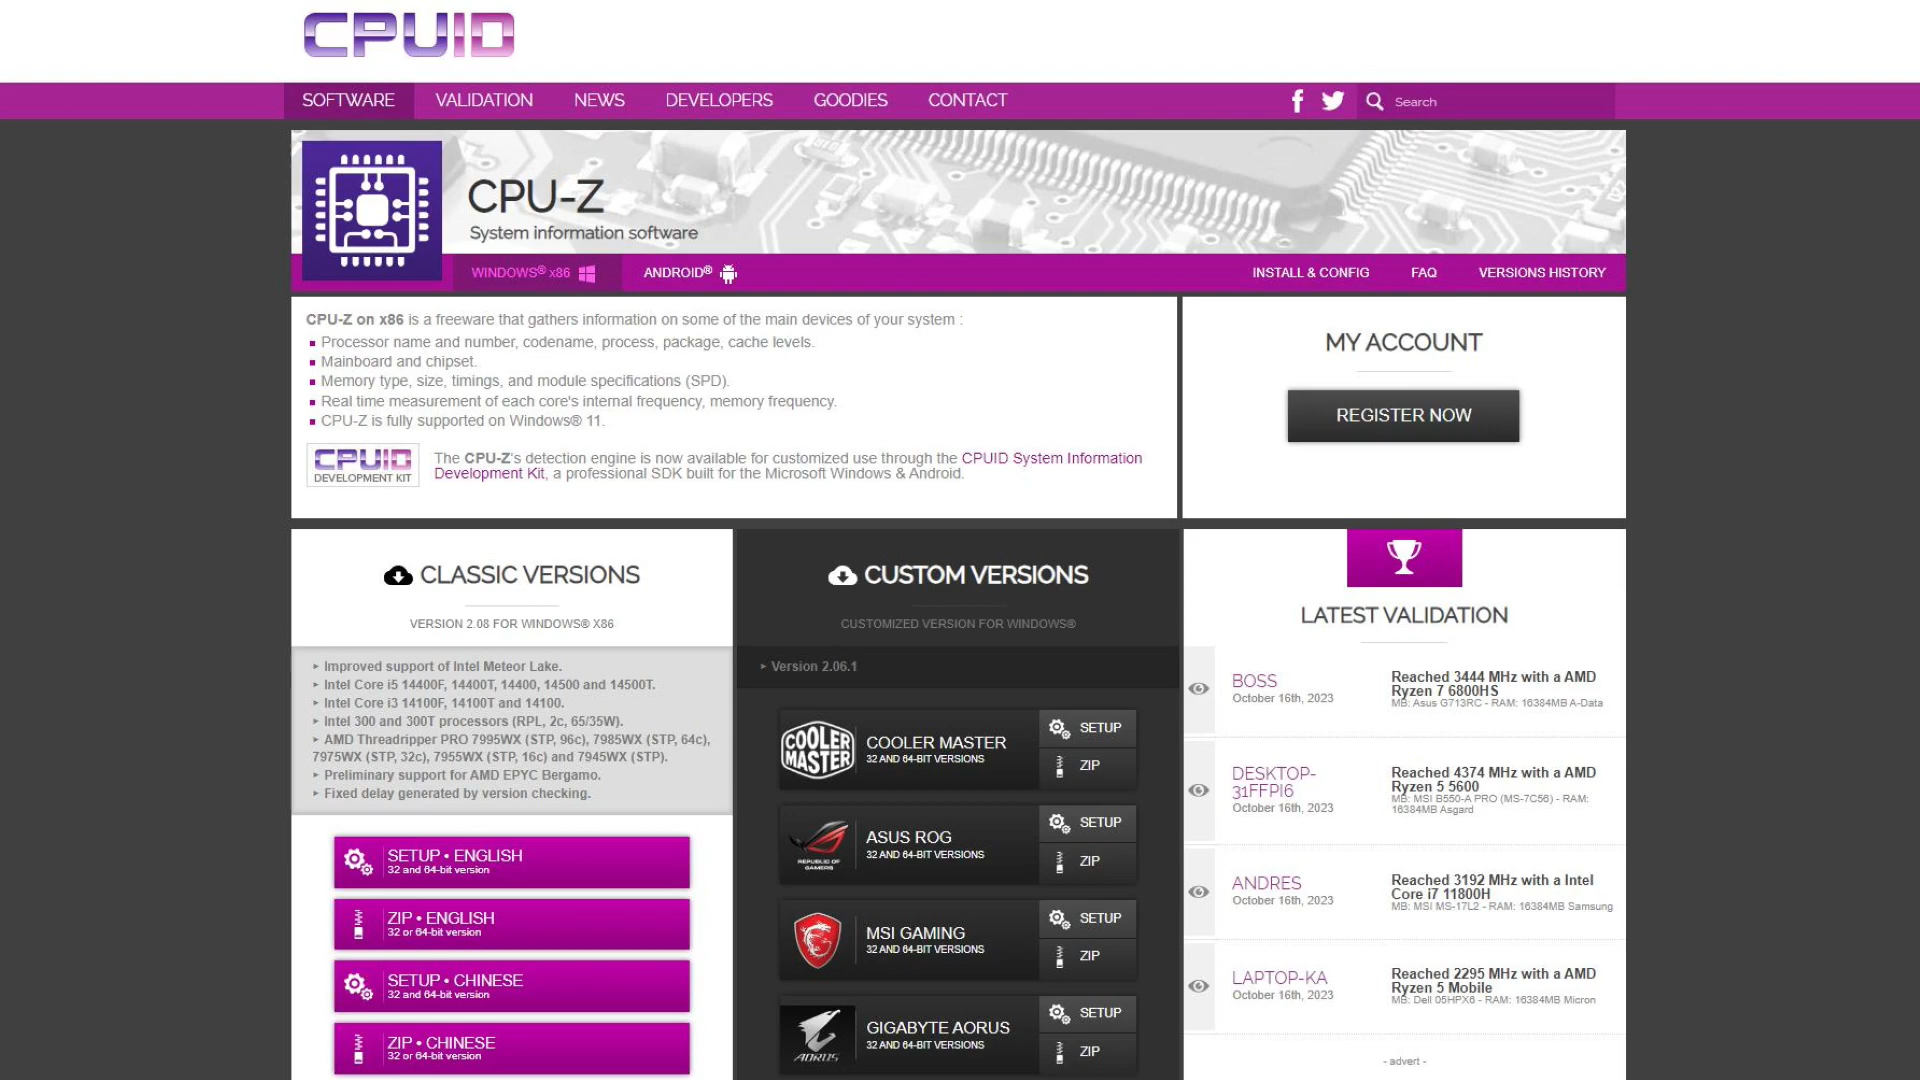 CPUID
SOFTWARE VALIDATION NEWS DEVELOPERS GOODIES CONTACT Search
CPU-Z
System information software
WINDOWS® x86 ANDROID® INSTALL & CONFIG FAQ VERSIONS HISTORY
CPU-Z on x86 is a freeware that gathers information on some of the main devices of your system :
Processor name and number, codename, process, package, cache levels.
Mainboard and chipset.
Memory type, size, timings, and module specifications (SPD).
Real time measurement of each core's internal frequency, memory frequency.
CPU-Z is fully supported on Windows® 11.
CPUID
DEVELOPMENT KIT
The CPU-Z's detection engine is now available for customized use through the CPUID System Information
Development Kit, a professional SDK built for the Microsoft Windows & Android.
MY ACCOUNT
REGISTER NOW
CLASSIC VERSIONS
VERSION 2.08 FOR WINDOWS® X86
Improved support of Intel Meteor Lake.
Intel Core i5 14400F, 14400T, 14400, 14500 and 14500T.
Intel Core i3 14100F, 14100T and 14100.
Intel 300 and 300T processors (RPL, 2c, 65/35W).
AMD Threadripper PRO 7995WX (STP, 96c), 7985WX (STP, 64c),
7975WX (STP, 32c), 7955WX (STP, 16c) and 7945WX (STP).
Preliminary support for AMD EPYC Bergamo.
Fixed delay generated by version checking.
SETUP • ENGLISH
32 and 64-bit version
ZIP • ENGLISH
32 or 64-bit version
SETUP • CHINESE
32 and 64-bit version
ZIP • CHINESE
32 or 64-bit version
CUSTOM VERSIONS
CUSTOMIZED VERSION FOR WINDOWS®
Version 2.06.1
COOLER
MASTER
COOLER MASTER
32 AND 64-BIT VERSIONS
SETUP
ZIP
REPUBLIC OF
GAMERS
ASUS ROG
32 AND 64-BIT VERSIONS
SETUP
ZIP
MSI GAMING
32 AND 64-BIT VERSIONS
SETUP
ZIP
AORUS
GIGABYTE AORUS
32 AND 64-BIT VERSIONS
SETUP
ZIP
LATEST VALIDATION
BOSS
October 16th, 2023
Reached 3444 MHz with a AMD
Ryzen 7 6800HS
MB: Asus G713RC - RAM: 16384MB A-Data
DESKTOP-
31FFPI6
October 16th, 2023
Reached 4374 MHz with a AMD
Ryzen 5 5600
MB: MSI B550-A PRO (MS-7C56) - RAM:
16384MB Asgard
ANDRES
October 16th, 2023
Reached 3192 MHz with a Intel
Core i7 11800H
MB: MSI MS-17L2 - RAM: 16384MB Samsung
LAPTOP-KA
October 16th, 2023
Reached 2295 MHz with a AMD
Ryzen 5 Mobile
MB: Dell 05HPX6 - RAM: 16384MB Micron
- advert -